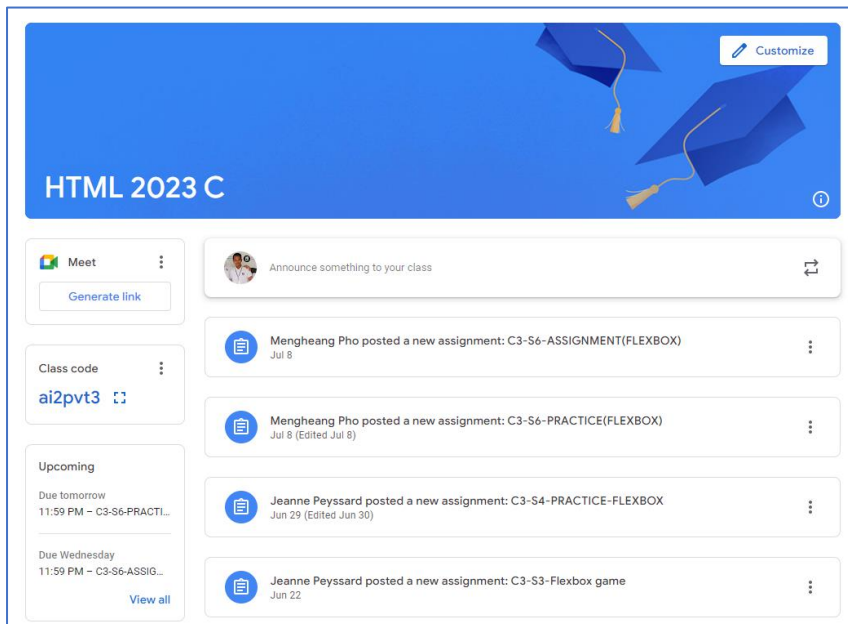 Customize
HTML 2023 C
Meet
Generate link
Class code
ai2pvt3
Upcoming
Due tomorrow
11:59 PM – C3-S6-PRACTI...
Due Wednesday
11:59 PM – C3-S6-ASSIG...
View all
Announce something to your class
Mengheang Pho posted a new assignment: C3-S6-ASSIGNMENT(FLEXBOX)
Jul 8
Mengheang Pho posted a new assignment: C3-S6-PRACTICE(FLEXBOX)
Jul 8 (Edited Jul 8)
Jeanne Peyssard posted a new assignment: C3-S4-PRACTICE-FLEXBOX
Jun 29 (Edited Jun 30)
Jeanne Peyssard posted a new assignment: C3-S3-Flexbox game
Jun 22